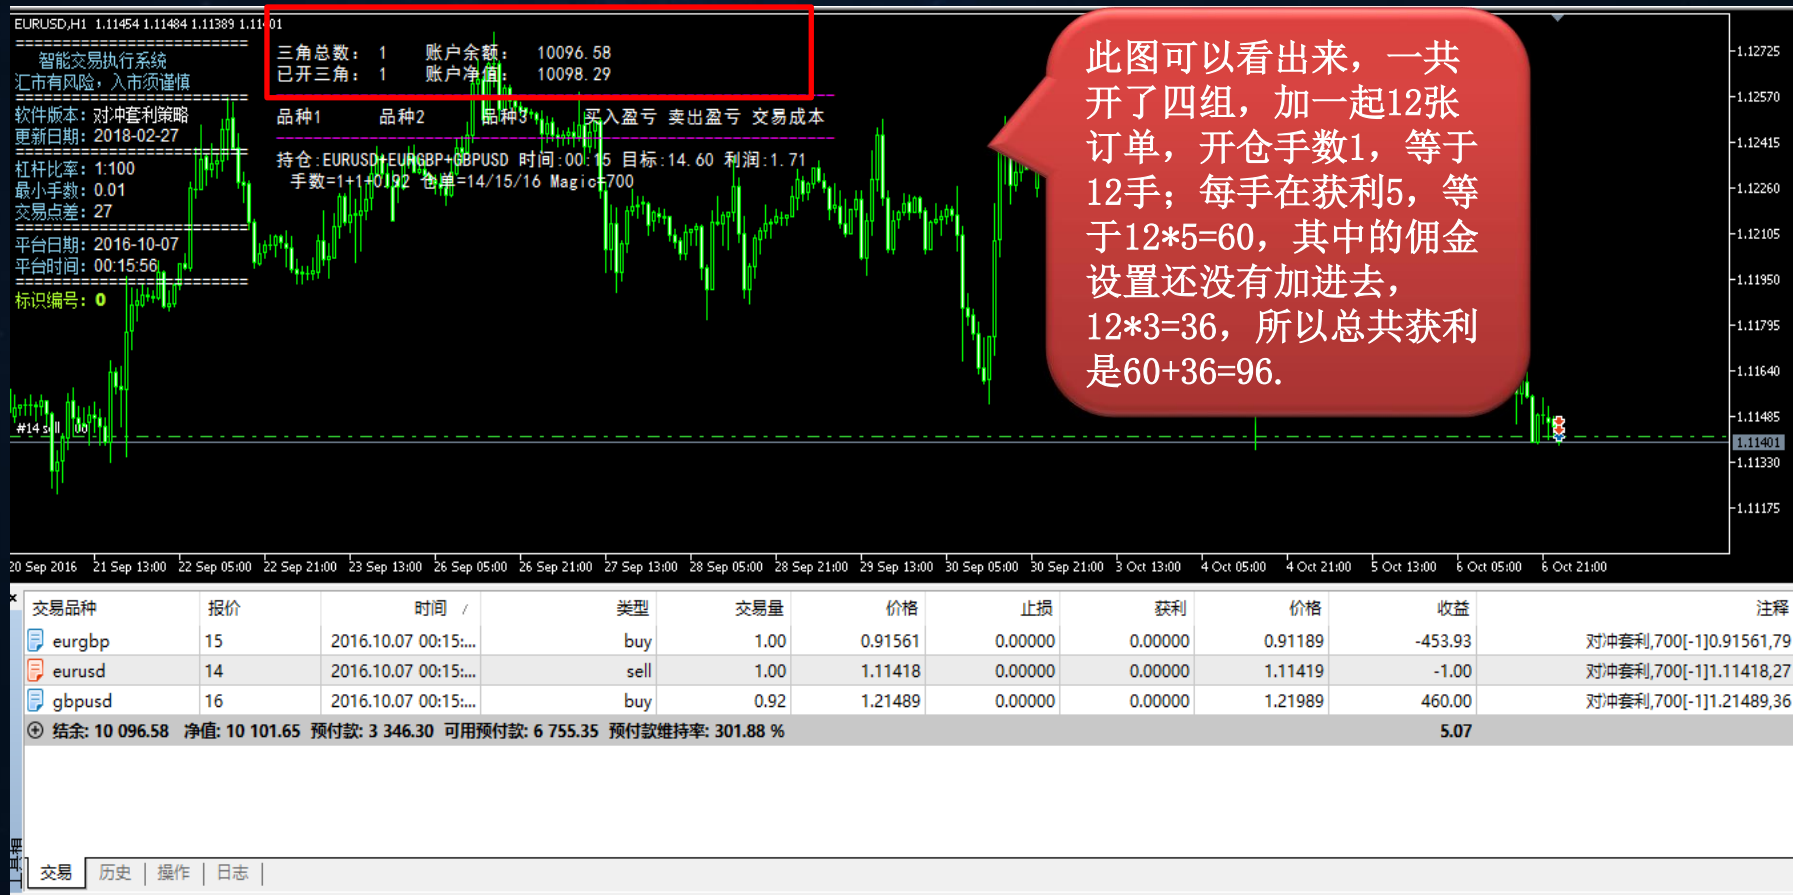 EURUSD,H1 1.11454 1.11484 1.11389 1.11401
智能交易执行系统
汇市有风险，入市须谨慎
软件版本：对冲套利策略
更新日期：2018-02-27
杠杆比率：1:100
最小手数：0.01
交易点差：27
平台日期：2016-10-07
平台时间：00:15:56
标识编号：0
三角总数： 1 账户余额： 10096.58
已开三角： 1 账户净值： 10098.29
品种1 品种2 品种3 买入盈亏 卖出盈亏 交易成本
持仓:EURUSD+EURGBP+GBPUSD 时间:00:15 目标:14.60 利润:1.71
手数=1+1+0.92 仓单=14/15/16 Magic=700
此图可以看出来，一共
开了四组，加一起12张
订单，开仓手数1，等于
12手；每手在获利5，等
于12*5=60，其中的佣金
设置还没有加进去，
12*3=36，所以总共获利
是60+36=96.
1.12725
1.12570
1.12415
1.12260
1.12105
1.11950
1.11795
1.11640
1.11485
1.11401
1.11330
1.11175
#14 sell
20 Sep 2016 21 Sep 13:00 22 Sep 05:00 22 Sep 21:00 23 Sep 13:00 26 Sep 05:00 26 Sep 21:00 27 Sep 13:00 28 Sep 05:00 28 Sep 21:00 29 Sep 13:00 30 Sep 05:00 30 Sep 21:00 3 Oct 13:00 4 Oct 05:00 4 Oct 21:00 5 Oct 13:00 6 Oct 05:00 6 Oct 21:00
交易品种 报价 时间 / 类型 交易量 价格 止损 获利 价格 收益 注释
eurgbp 15 2016.10.07 00:15:... buy 1.00 0.91561 0.00000 0.00000 0.91189 -453.93 对冲套利,700[-1]0.91561,79
eurusd 14 2016.10.07 00:15:... sell 1.00 1.11418 0.00000 0.00000 1.11419 -1.00 对冲套利,700[-1]1.11418,27
gbpusd 16 2016.10.07 00:15:... buy 0.92 1.21489 0.00000 0.00000 1.21989 460.00 对冲套利,700[-1]1.21489,36
结余: 10 096.58 净值: 10 101.65 预付款: 3 346.30 可用预付款: 6 755.35 预付款维持率: 301.88 % 5.07
交易 历史 操作 日志